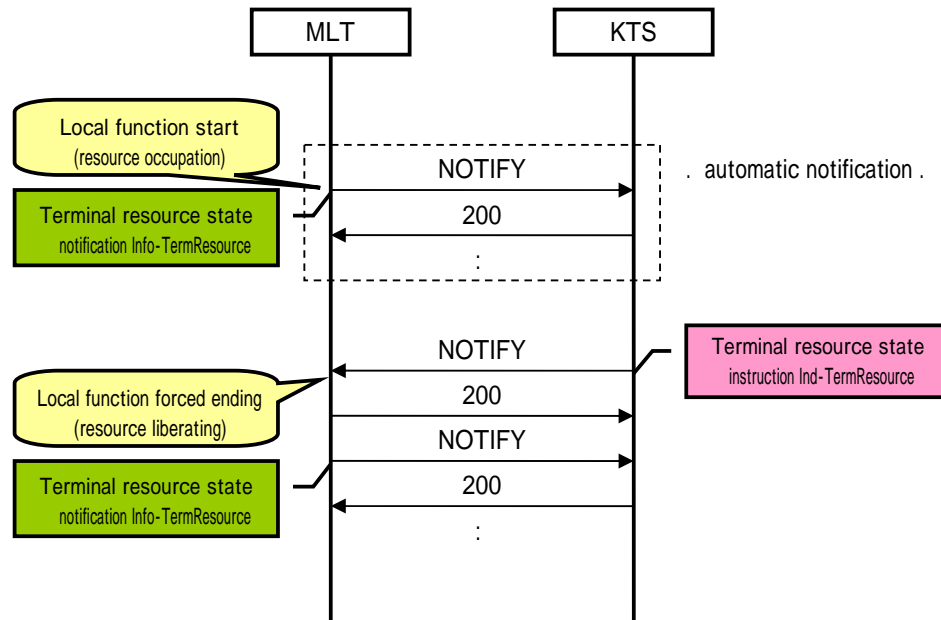 MLT
KTS
Local function start
(resource occupation)
NOTIFY
. automatic notification .
Terminal resource state
notification Info-TermResource
200
:
NOTIFY
Terminal resource state
instruction Ind-TermResource
Local function forced ending
(resource liberating)
200
NOTIFY
Terminal resource state
notification Info-TermResource
200
: